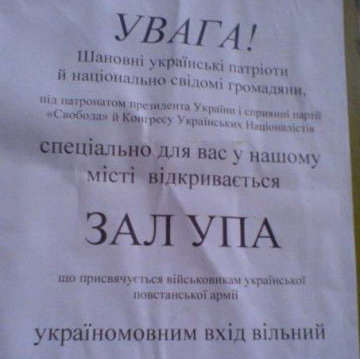 УВАГА!
Шановні українські патріоти
й національно свідомі громадяни,
під патронатом президента України і сприянні партії
«Свобода» й Конгресу Українських Націоналістів
спеціально для вас у нашому
місті відкривається
ЗАЛ УПА
що присвячується військовикам української
повстанської армії
україномовним вхід вільний